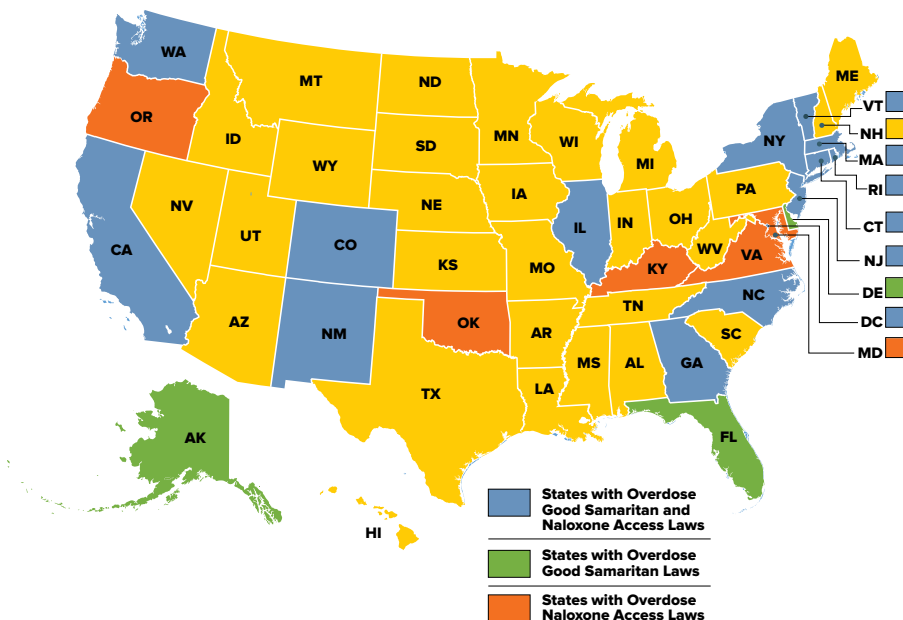 WA
MT
ND
ME
OR
MN
VT
ID
SD
WI
NH
NY
WY
MI
MA
IA
PA
RI
NV
NE
UT
CO
IL
IN
OH
CT
CA
WV
VA
KS
MO
KY
NJ
DE
TN
NC
AZ
NM
OK
AR
SC
DC
MS
AL
GA
MD
TX
LA
AK
FL
HI
States with Overdose
Good Samaritan and
Naloxone Access Laws
States with Overdose
Good Samaritan Laws
States with Overdose
Naloxone Access Laws